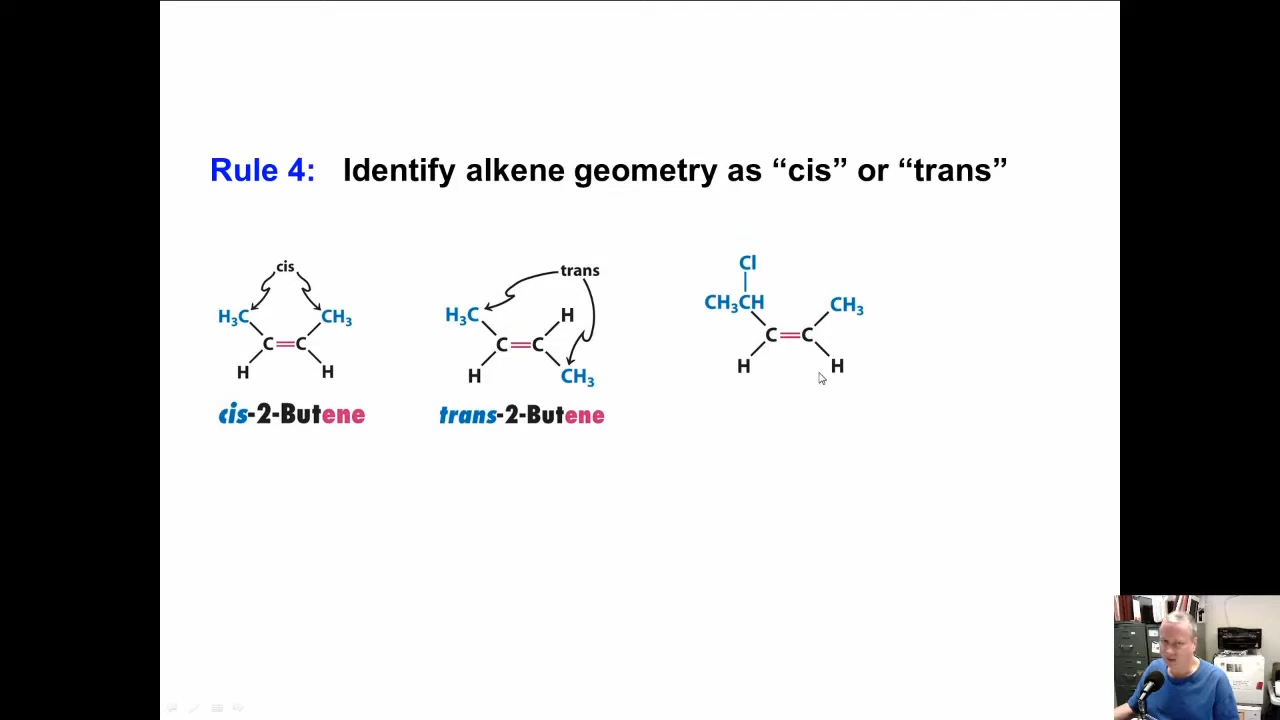 Rule 4: Identify alkene geometry as “cis” or “trans”
cis
H₃C CH₃
C=C
H H
cis-2-Butene
trans
H₃C H
C=C
H CH₃
trans-2-Butene
Cl
CH₃CH CH₃
C=C
H H